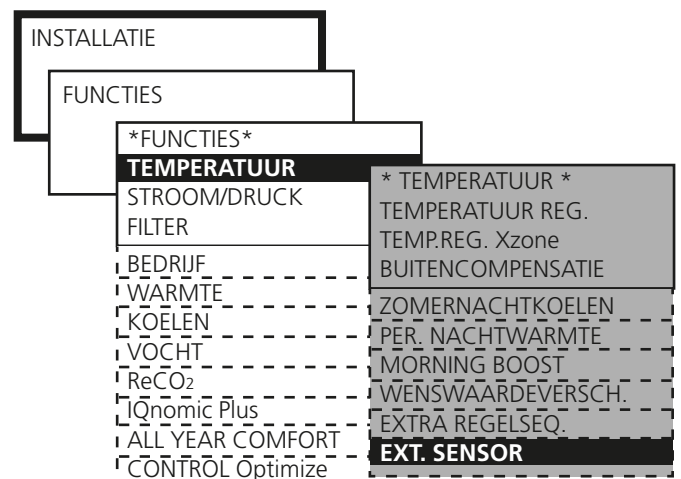 INSTALLATIE
FUNCTIES
*FUNCTIES*
TEMPERATUUR
STROOM/DRUCK
FILTER
BEDRIJF
WARMTE
KOELEN
VOCHT
ReCO2
IQnomic Plus
ALL YEAR COMFORT
CONTROL Optimize
* TEMPERATUUR *
TEMPERATUUR REG.
TEMP.REG. Xzone
BUITENCOMPENSATIE
ZOMERNACHTKOELEN
PER. NACHTWARMTE
MORNING BOOST
WENSWAARDEVERSCH.
EXTRA REGELSEQ.
EXT. SENSOR